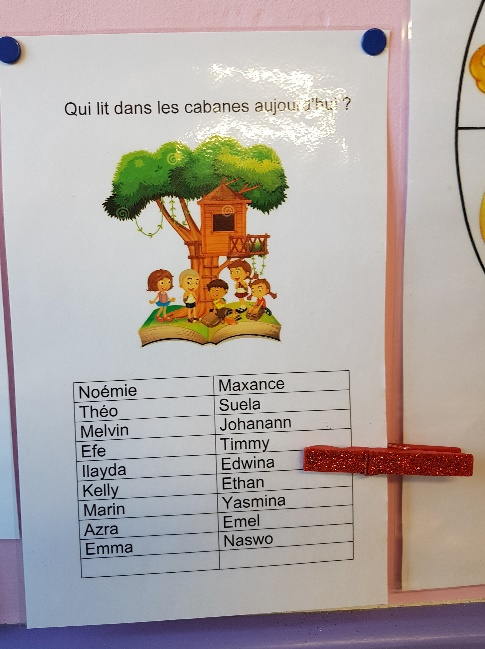 Qui lit dans les cabanes aujourd'hui ?
Noémie Maxance
Théo Suela
Melvin Johanann
Efe Timmy
Ilayda Edwina
Kelly Ethan
Marin Yasmina
Azra Emel
Emma Naswo